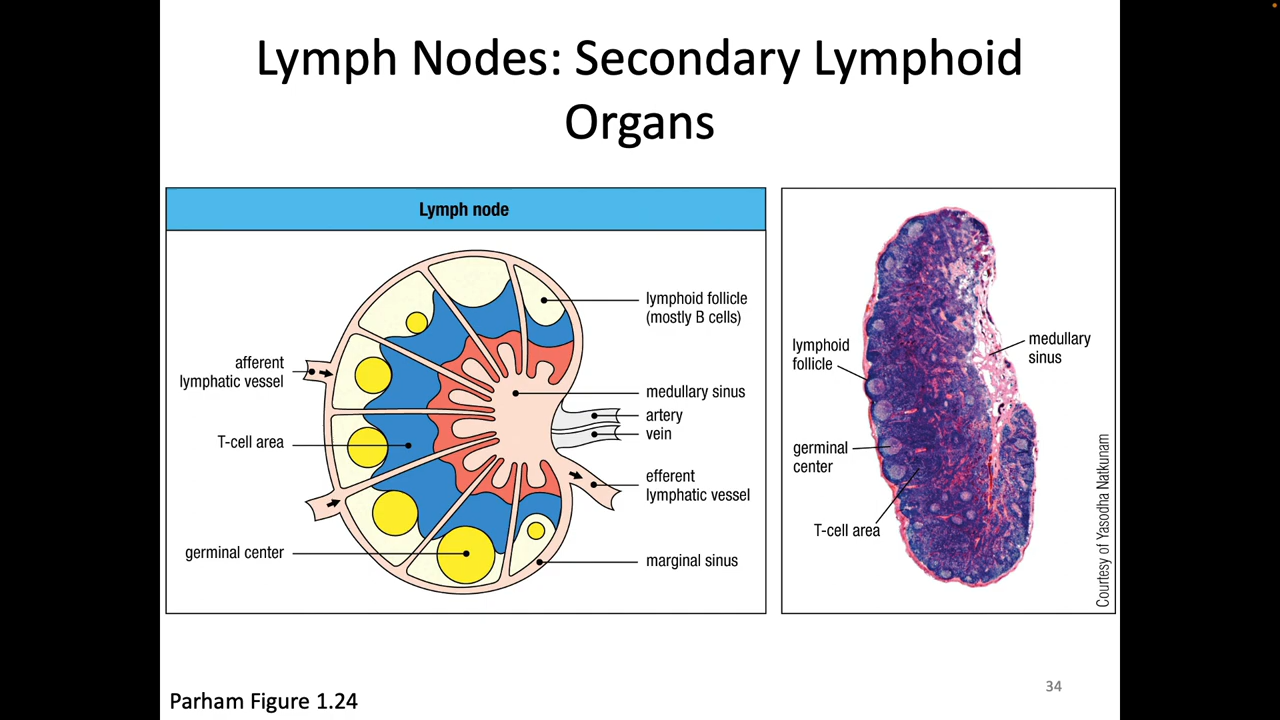 Lymph Nodes: Secondary Lymphoid
Organs
Lymph node
lymphoid follicle
(mostly B cells)
afferent
lymphatic vessel
medullary sinus
artery
vein
T-cell area
efferent
lymphatic vessel
germinal center
marginal sinus
lymphoid
follicle
medullary
sinus
germinal
center
T-cell area
Courtesy of Yasodha Natkunam
34
Parham Figure 1.24